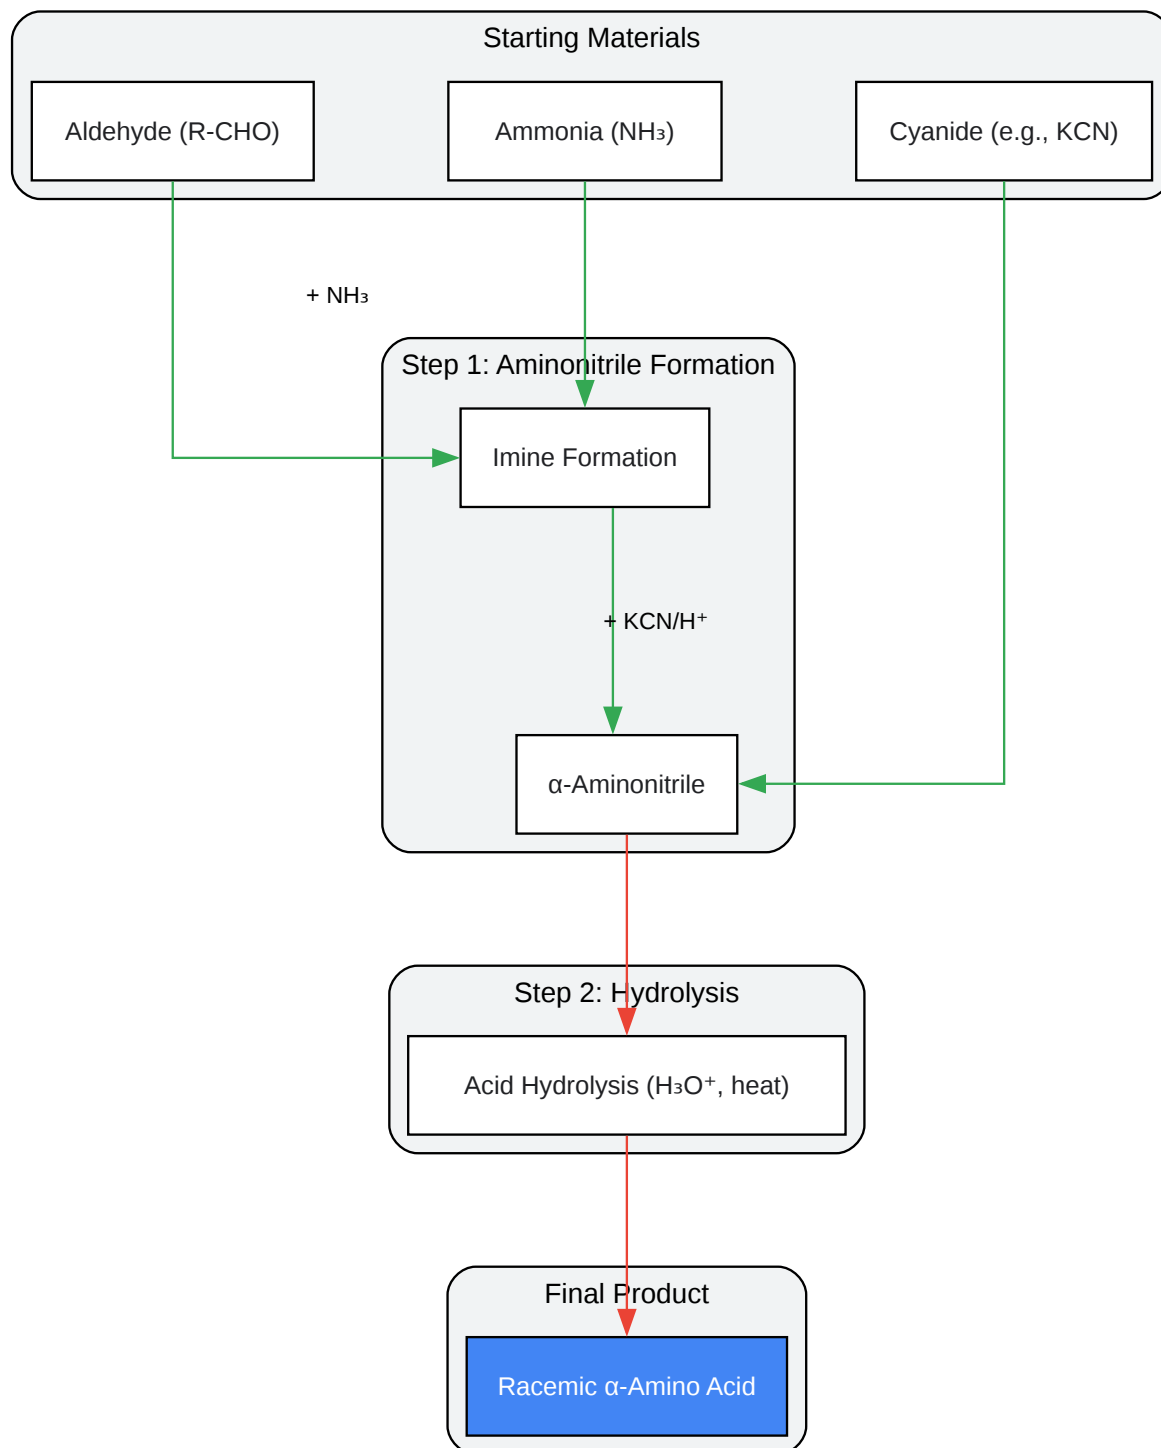 Starting Materials
Aldehyde (R-CHO)
Ammonia (NH₃)
Cyanide (e.g., KCN)
+ NH₃
Step 1: Aminonitrile Formation
Imine Formation
+ KCN/H⁺
α-Aminonitrile
Step 2: Hydrolysis
Acid Hydrolysis (H₃O⁺, heat)
Final Product
Racemic α-Amino Acid